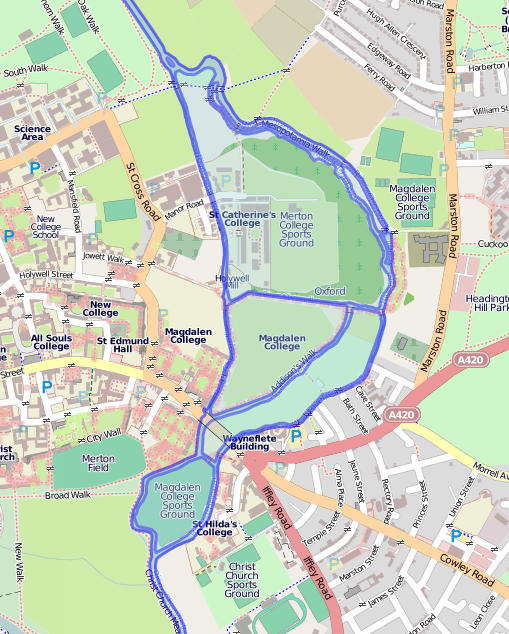 Oak Walk
Hugh Allen Crescent
Marston Road
Edgeway Road
Ferry Road
South Walk
Harberton
William St
Science
Area
P
P
Mesopotamia Walk
St Cross Road
Mansfield Road
Manor Road
Magdalen
College
Sports
Ground
New
College
School
P
St Catherine's
College
Merton
College
Sports
Ground
Marston Road
Cuckoo
Jowett Walk
Holywell Street
Holywell
Mill
Oxford
Headington
Hill Park
New
College
P
Magdalen
College
Magdalen
College
All Souls
College
St Edmund
Hall
Marston Road
A420
Street
P
P
Addison's Walk
Cave Street
Bath Street
A420
City Wall
Waynflete
Building
P
Merton
Field
Broad Walk
Morrell Av
Magdalen
College
Sports
Ground
Alma Place
Jeune Street
Rectory Road
Princes Street
Union Street
Iffley Road
St Hilda's
College
Temple Street
P
New Walk
Cowley Road
Iffley Road
Marston Street
Christ
Church
Sports
Ground
Christ Church Mea
James Street
Leon Close